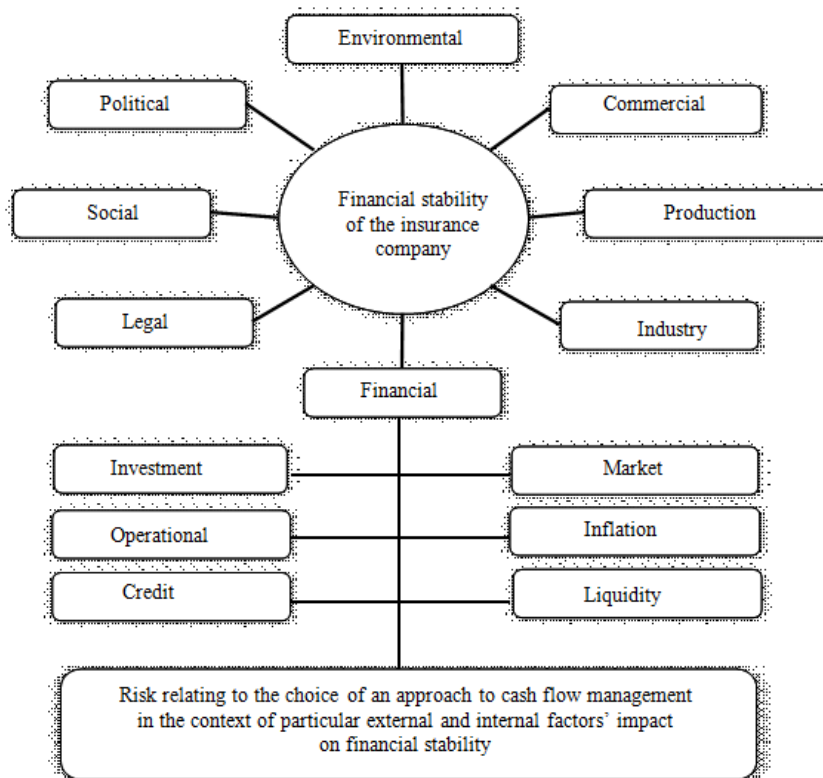 Environmental
Political
Commercial
Financial stability
of the insurance
company
Social
Production
Legal
Industry
Financial
Investment
Market
Operational
Inflation
Credit
Liquidity
Risk relating to the choice of an approach to cash flow management
in the context of particular external and internal factors’ impact
on financial stability